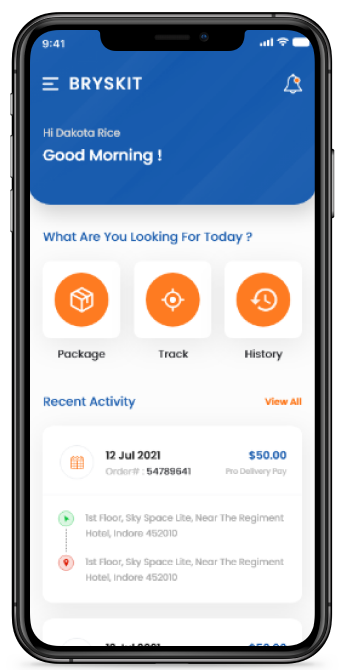 9:41
BRYSKIT
Hi Dakota Rice
Good Morning !
What Are You Looking For Today ?
Package Track History
Recent Activity View All
12 Jul 2021 $50.00
Order# : 54789641 Pro Delivery Pay
1st Floor, Sky Space Lite, Near The Regiment
Hotel, Indore 452010
1st Floor, Sky Space Lite, Near The Regiment
Hotel, Indore 452010